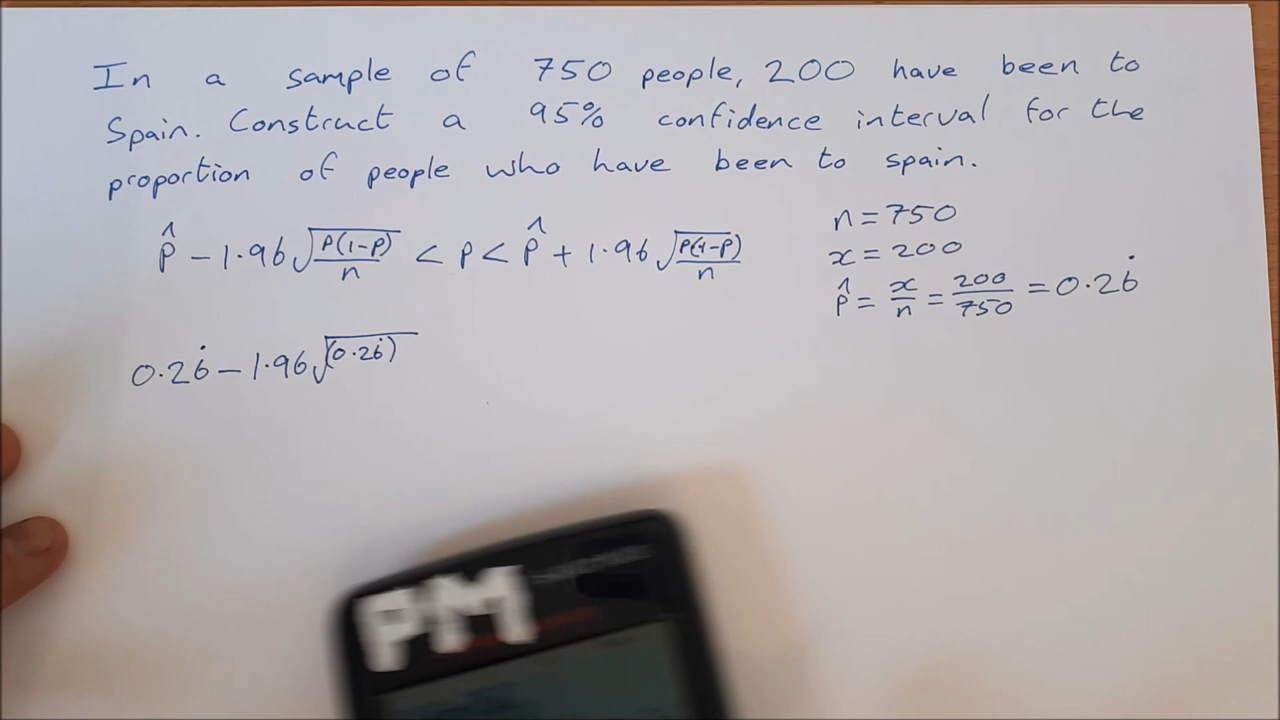 In a sample of 750 people, 200 have been to
Spain. Construct a 95% confidence interval for the
proportion of people who have been to spain.
n = 750
x = 200
p̂ = x/n = 200/750 = 0.26̇
p̂ - 1.96√(p(1-p)/n) < p < p̂ + 1.96√(p(1-p)/n)
0.26̇ - 1.96√(0.26̇)
PM